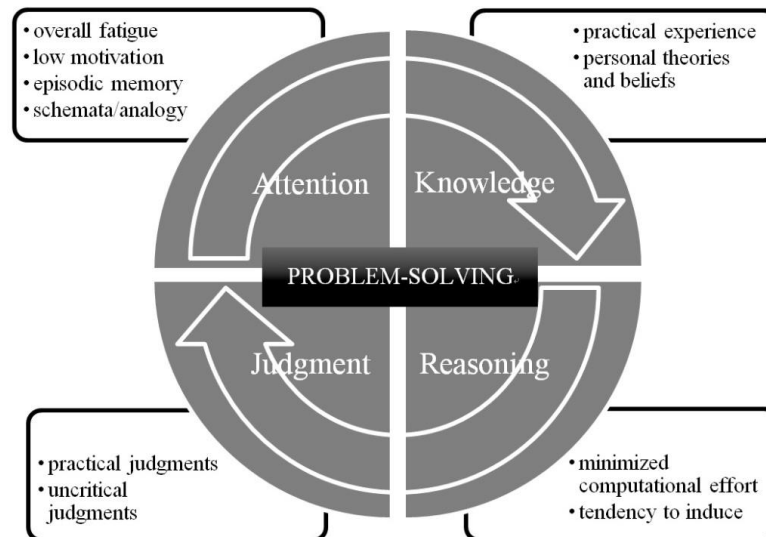 • overall fatigue
• low motivation
• episodic memory
• schemata/analogy
• practical experience
• personal theories
and beliefs
Attention
Knowledge
PROBLEM-SOLVING
Judgment
Reasoning
• practical judgments
• uncritical
judgments
• minimized
computational effort
• tendency to induce